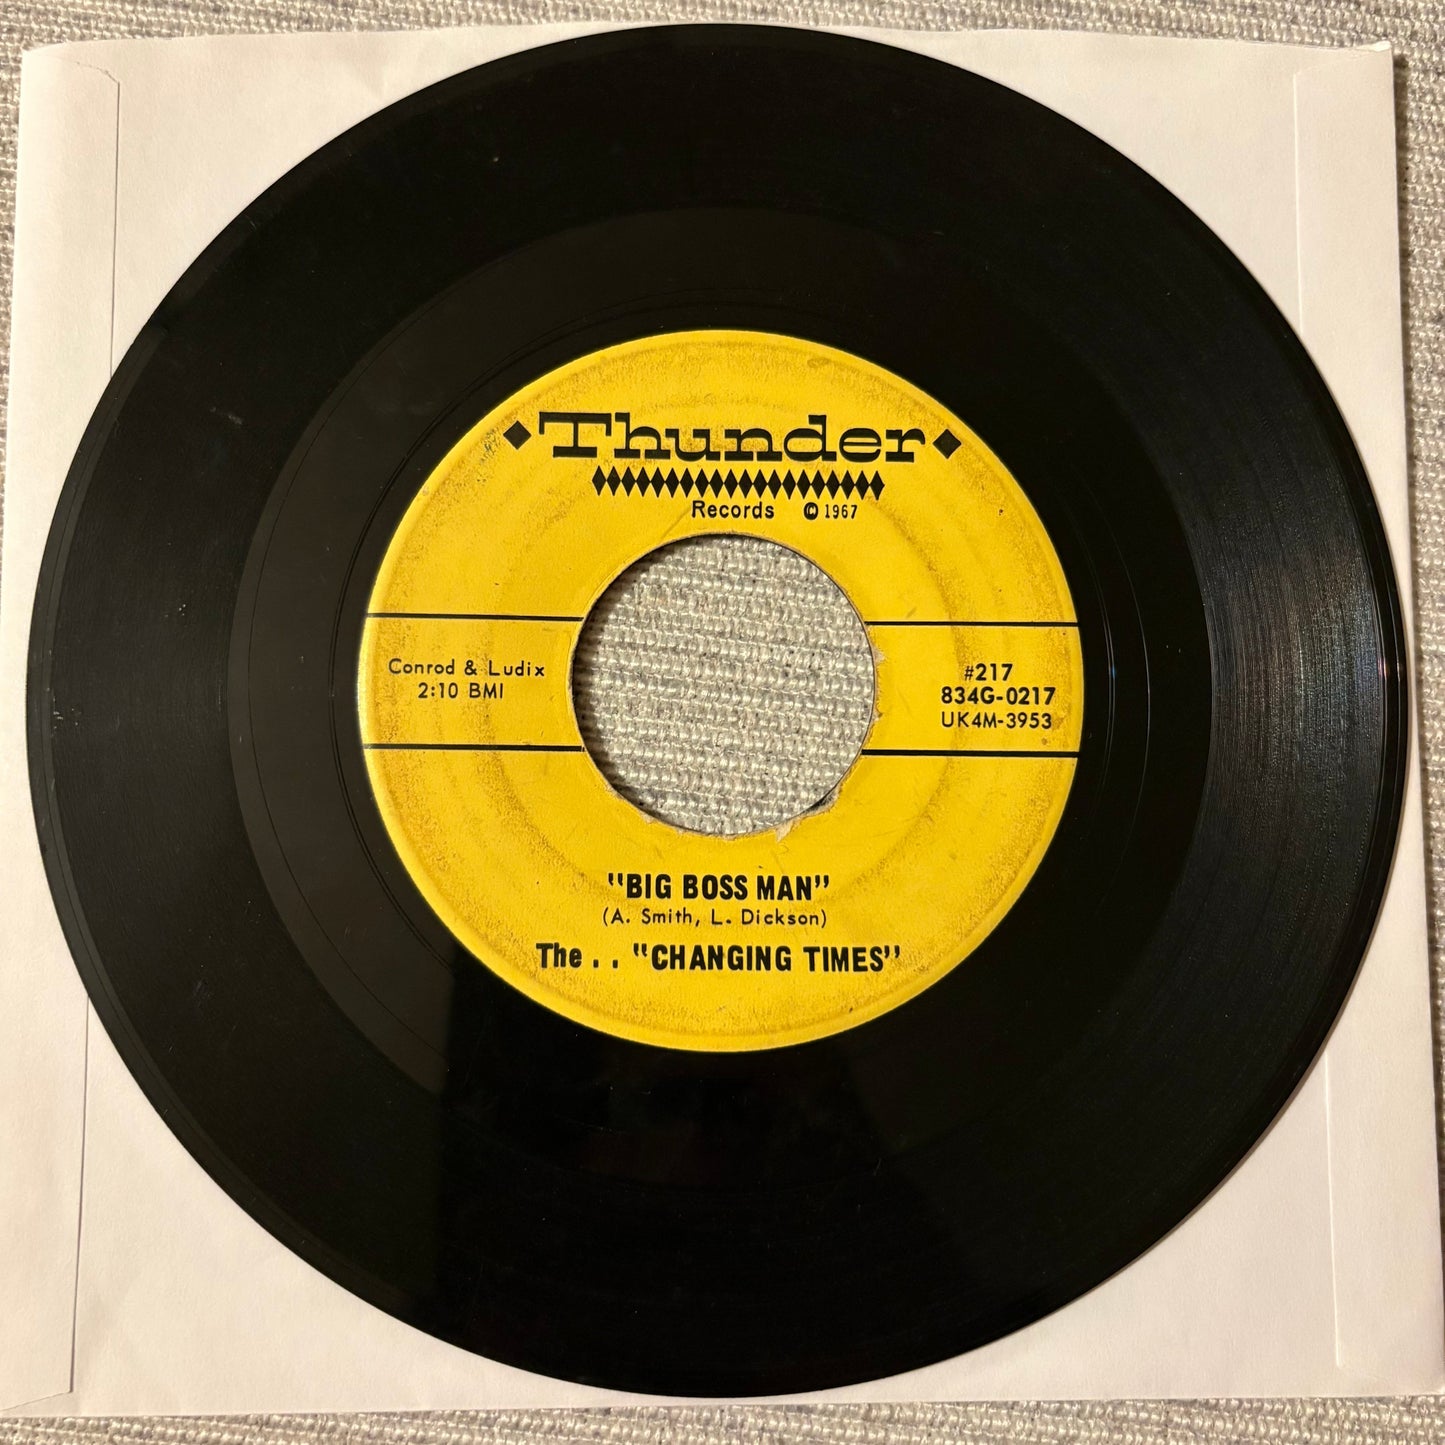 Thunder
Records © 1967
Conrod & Ludix
2:10 BMI
#217
834G-0217
UK4M-3953
"BIG BOSS MAN"
(A. Smith, L. Dickson)
The . . "CHANGING TIMES"